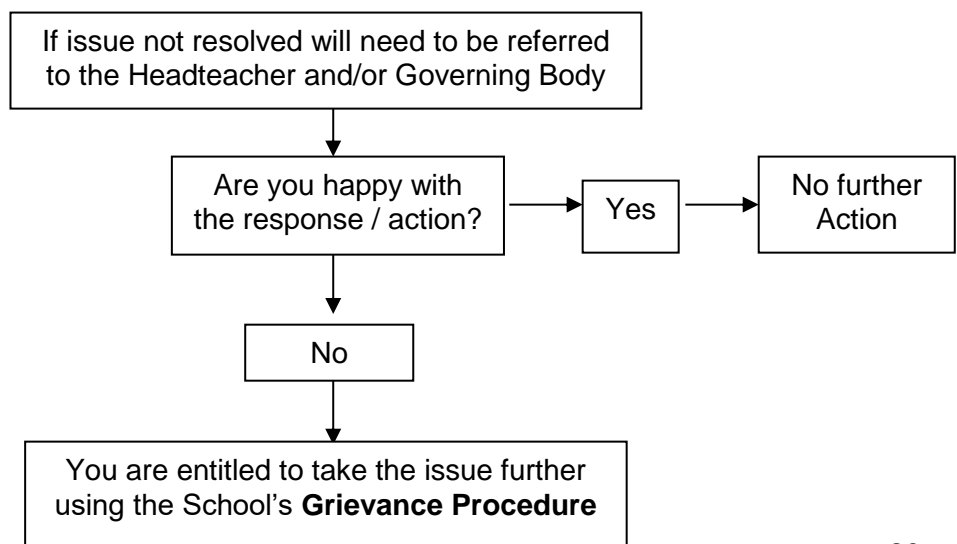 If issue not resolved will need to be referred
to the Headteacher and/or Governing Body
Are you happy with
the response / action?
Yes
No further
Action
No
You are entitled to take the issue further
using the School’s Grievance Procedure